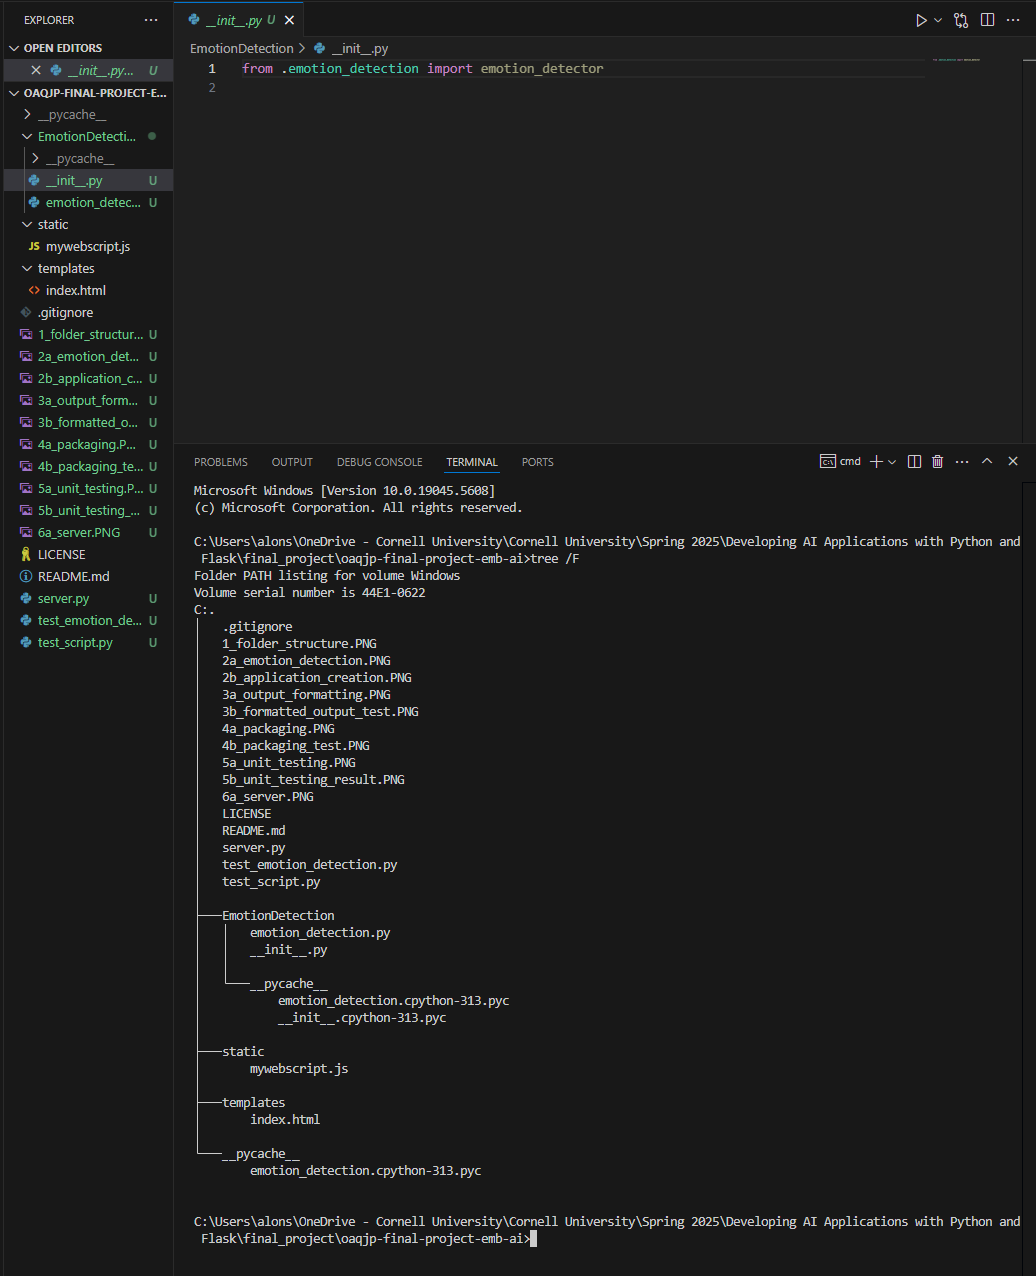 EXPLORER
OPEN EDITORS
__init__.py... U
OAQJP-FINAL-PROJECT-E...
__pycache__
EmotionDetecti...
__pycache__
__init__.py U
emotion_detec... U
static
JS mywebscript.js
templates
<> index.html
.gitignore
1_folder_structur... U
2a_emotion_det... U
2b_application_c... U
3a_output_form... U
3b_formatted_o... U
4a_packaging.P... U
4b_packaging_te... U
5a_unit_testing.P... U
5b_unit_testing_... U
6a_server.PNG U
LICENSE
README.md
server.py U
test_emotion_de... U
test_script.py U
__init__.py U
EmotionDetection > __init__.py
1 from .emotion_detection import emotion_detector
2
PROBLEMS OUTPUT DEBUG CONSOLE TERMINAL PORTS cmd
Microsoft Windows [Version 10.0.19045.5608]
(c) Microsoft Corporation. All rights reserved.
C:\Users\alons\OneDrive - Cornell University\Cornell University\Spring 2025\Developing AI Applications with Python and
Flask\final_project\oaqjp-final-project-emb-ai>tree /F
Folder PATH listing for volume Windows
Volume serial number is 44E1-0622
C:.
.gitignore
1_folder_structure.PNG
2a_emotion_detection.PNG
2b_application_creation.PNG
3a_output_formatting.PNG
3b_formatted_output_test.PNG
4a_packaging.PNG
4b_packaging_test.PNG
5a_unit_testing.PNG
5b_unit_testing_result.PNG
6a_server.PNG
LICENSE
README.md
server.py
test_emotion_detection.py
test_script.py
EmotionDetection
emotion_detection.py
__init__.py
__pycache__
emotion_detection.cpython-313.pyc
__init__.cpython-313.pyc
static
mywebscript.js
templates
index.html
__pycache__
emotion_detection.cpython-313.pyc
C:\Users\alons\OneDrive - Cornell University\Cornell University\Spring 2025\Developing AI Applications with Python and
Flask\final_project\oaqjp-final-project-emb-ai>